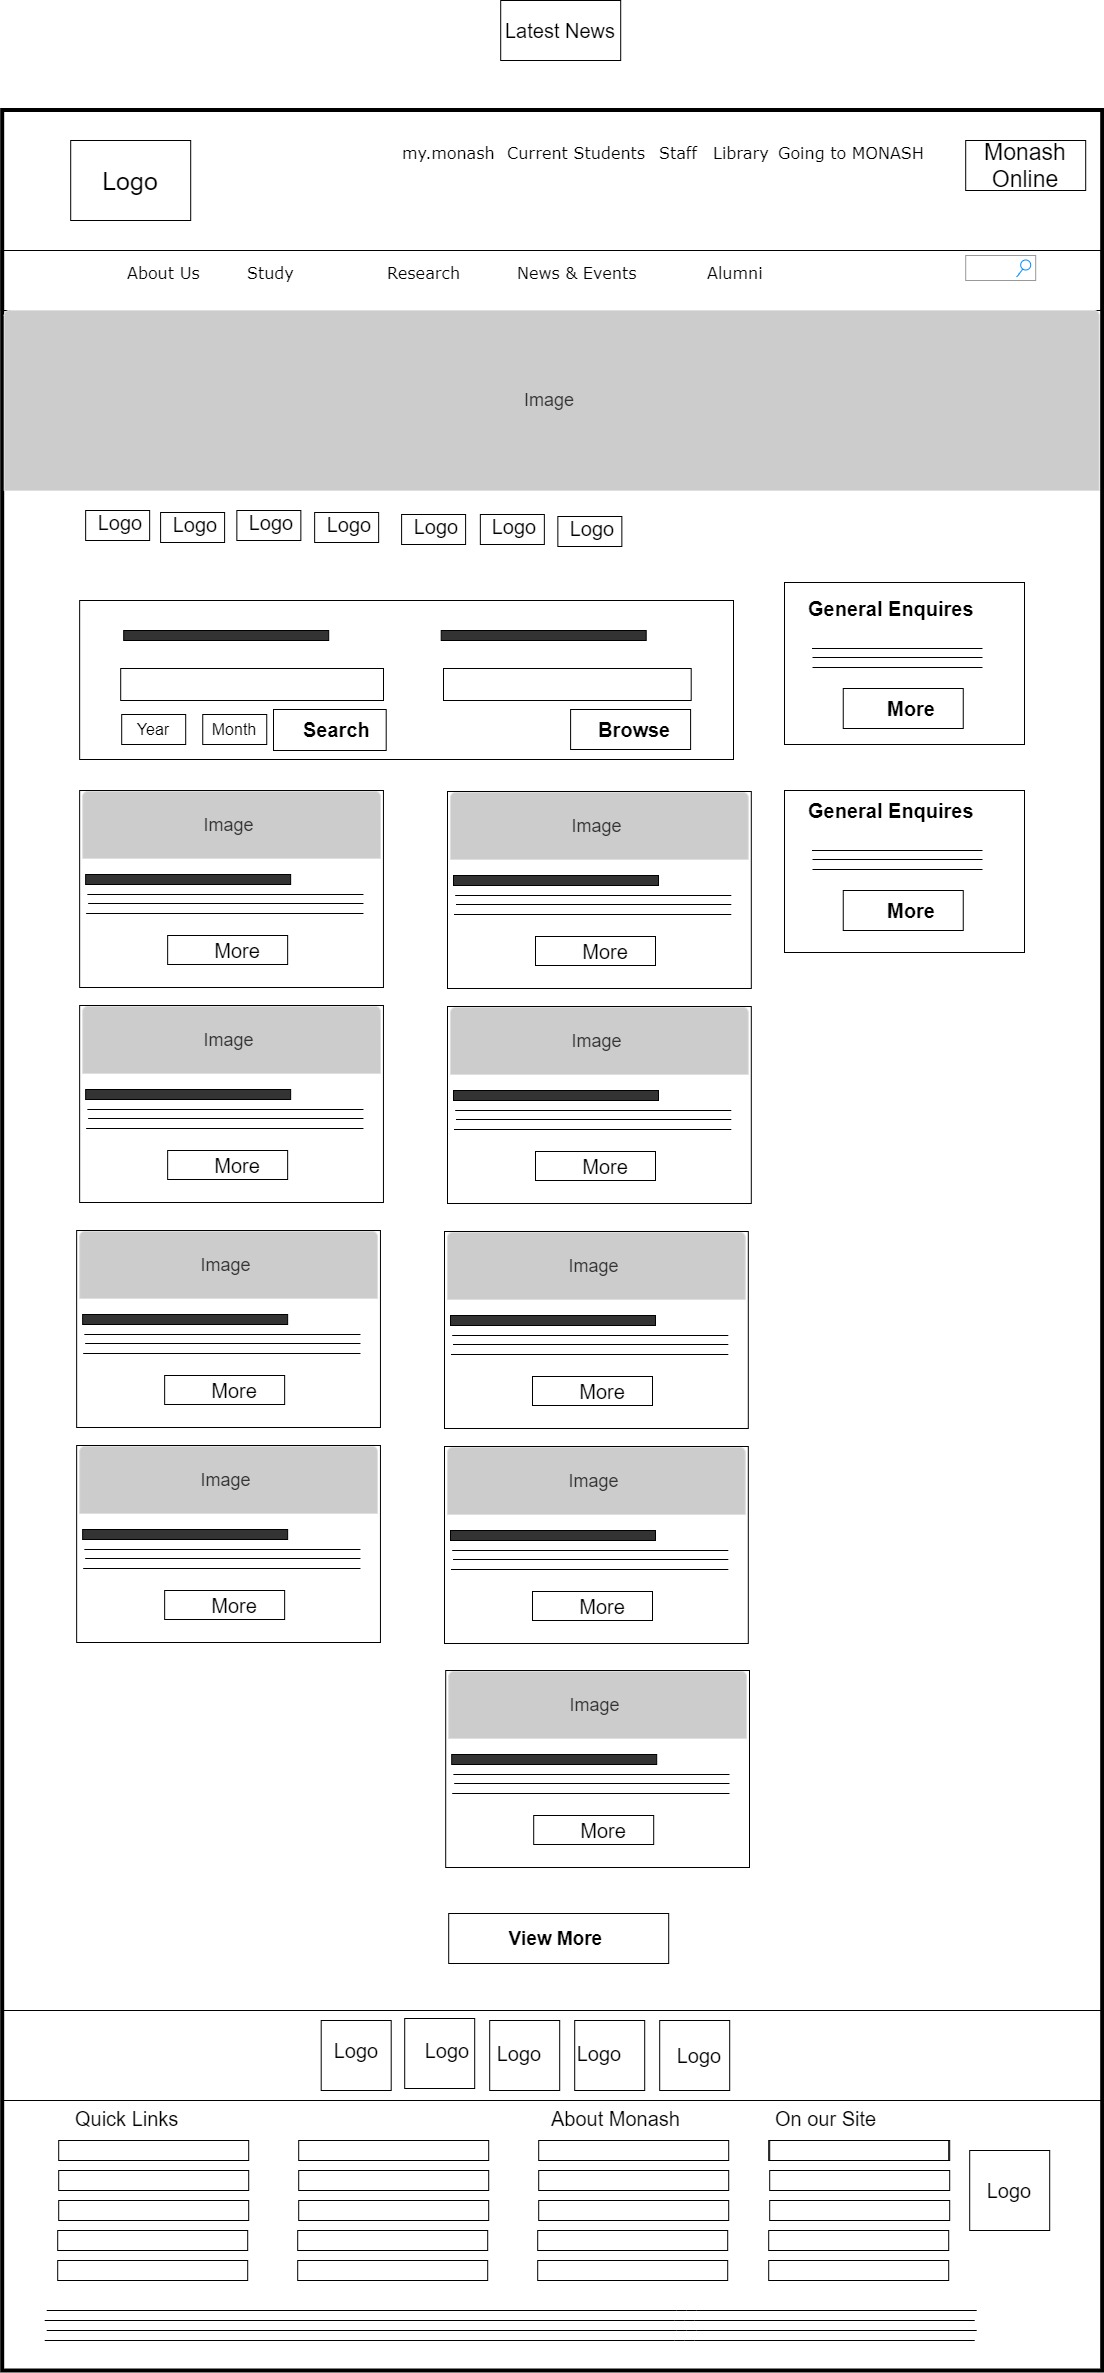 Latest News
Logo
my.monash Current Students Staff Library Going to MONASH
Monash
Online
About Us Study Research News & Events Alumni
Image
Logo Logo Logo Logo Logo Logo Logo
General Enquires
More
Year Month Search Browse
Image Image
General Enquires
More
More More
Image Image
More More
Image Image
More More
Image Image
More More
Image
More
View More
Logo Logo Logo Logo Logo
Quick Links About Monash On our Site
Logo